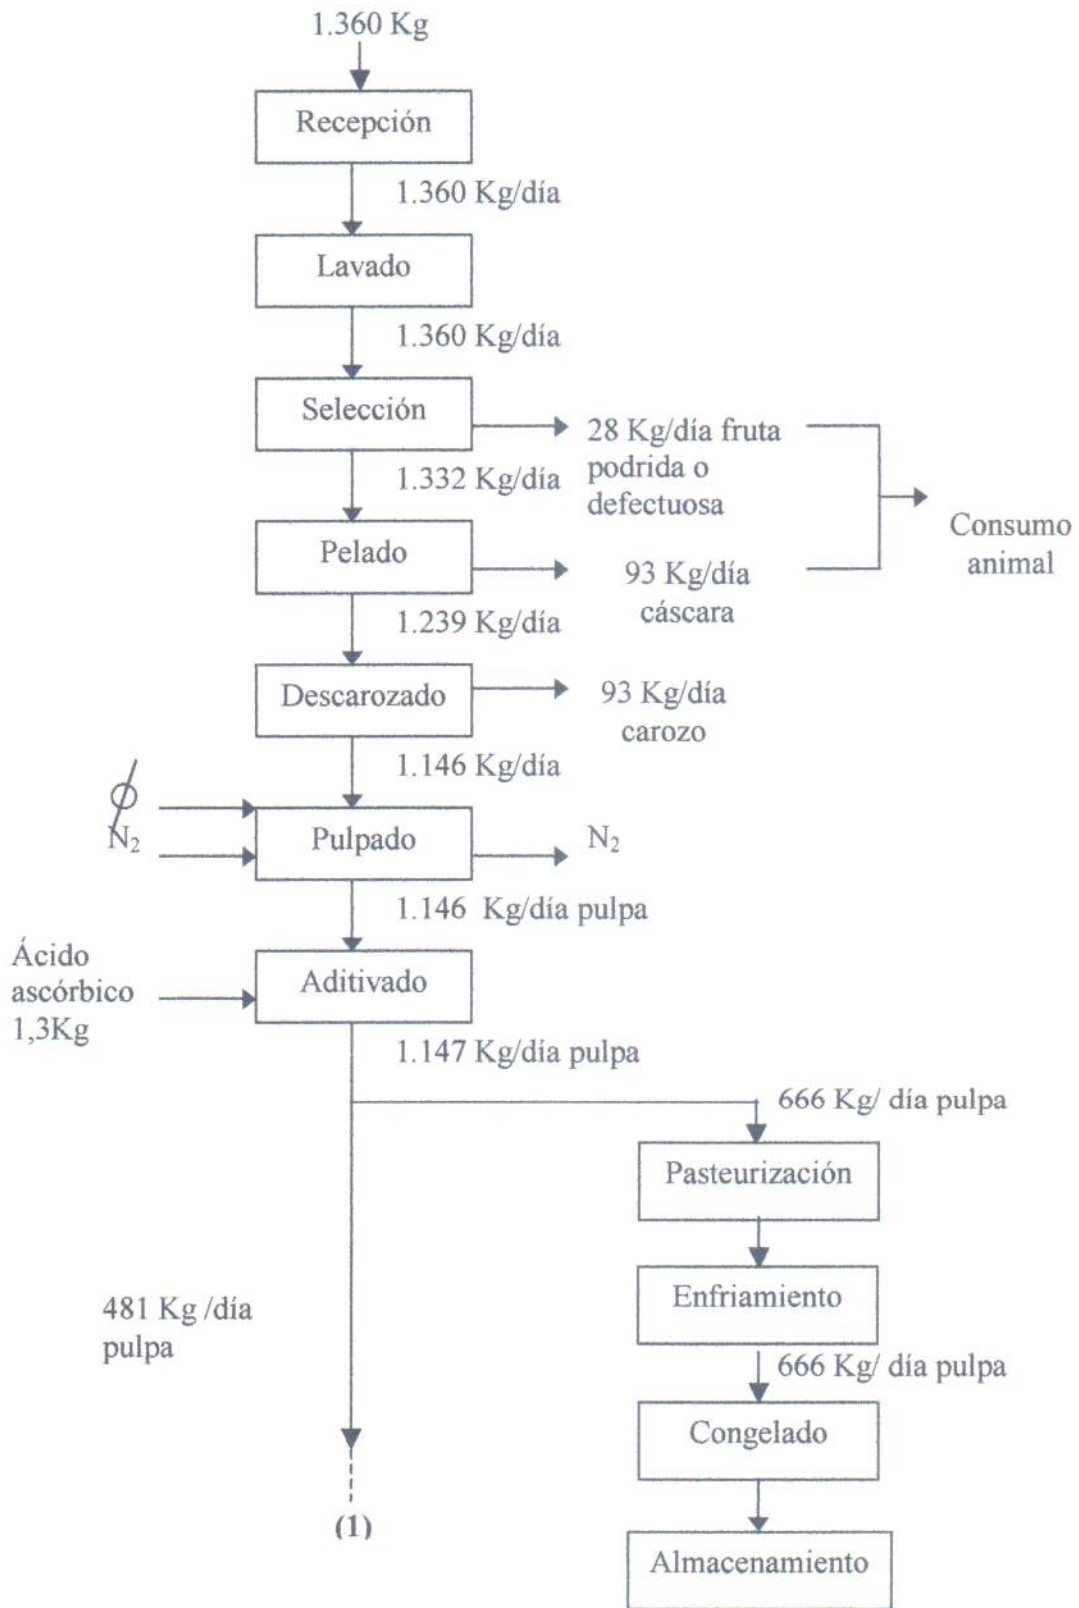 1.360 Kg
Recepción
1.360 Kg/día
Lavado
1.360 Kg/día
Selección
28 Kg/día fruta
podrida o
defectuosa
1.332 Kg/día
Consumo
animal
Pelado
93 Kg/día
cáscara
1.239 Kg/día
Descarozado
93 Kg/día
carozo
1.146 Kg/día
N₂
Pulpado
N₂
1.146 Kg/día pulpa
Ácido
ascórbico
1,3Kg
Aditivado
1.147 Kg/día pulpa
666 Kg/ día pulpa
Pasteurización
Enfriamiento
481 Kg /día
pulpa
666 Kg/ día pulpa
Congelado
(1)
Almacenamiento